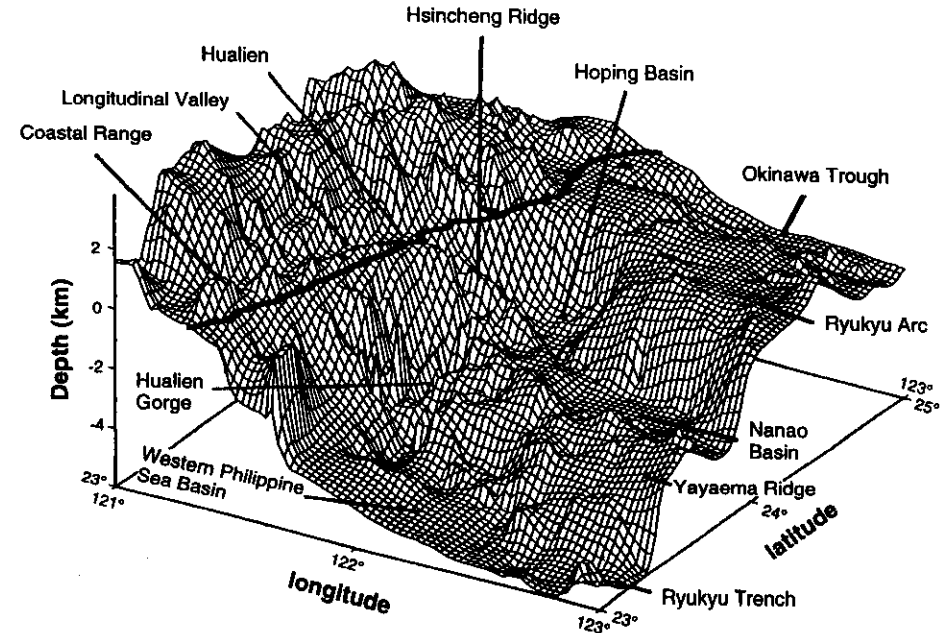 Hsincheng Ridge
Hualien
Hoping Basin
Longitudinal Valley
Coastal Range
Okinawa Trough
2
0
-2
-4
Depth (km)
Ryukyu Arc
Hualien
Gorge
123°
25°
Nanao
Basin
Western Philippine
Sea Basin
Yayaema Ridge
23°
121°
24°
latitude
122°
longitude
Ryukyu Trench
123°
23°